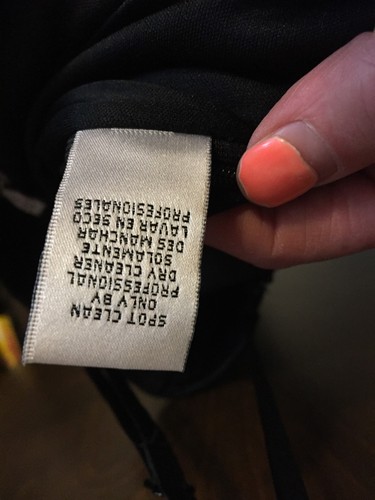 SPOT CLEAN
ONLY BY
PROFESSIONAL
DRY CLEANER
SOLAMENTE
DES MANCHAR
LAVAR EN SECO
PROFESIONALES